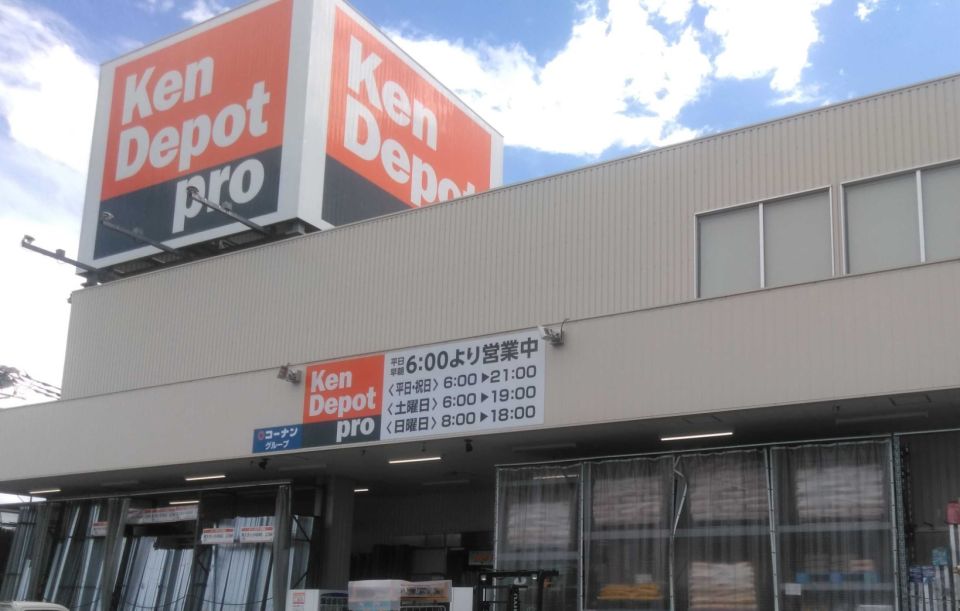 Ken
Depot
pro
Ken
Depot
平日
早朝
6:00より営業中
Ken
Depot
pro
〈平日・祝日〉6:00▶21:00
〈土曜日〉6:00▶19:00
〈日曜日〉8:00▶18:00
コーナン
グループ